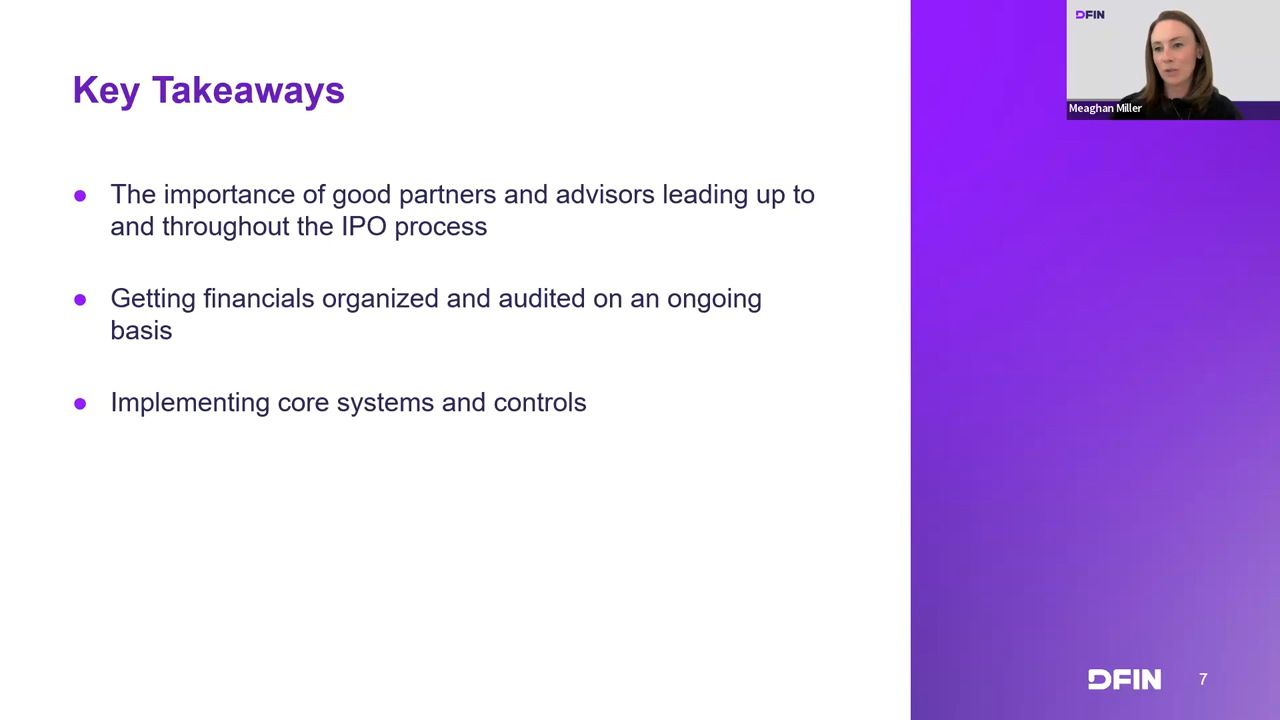 DFIN
Meaghan Miller
Key Takeaways
● The importance of good partners and advisors leading up to
and throughout the IPO process
● Getting financials organized and audited on an ongoing
basis
● Implementing core systems and controls
DFIN
7